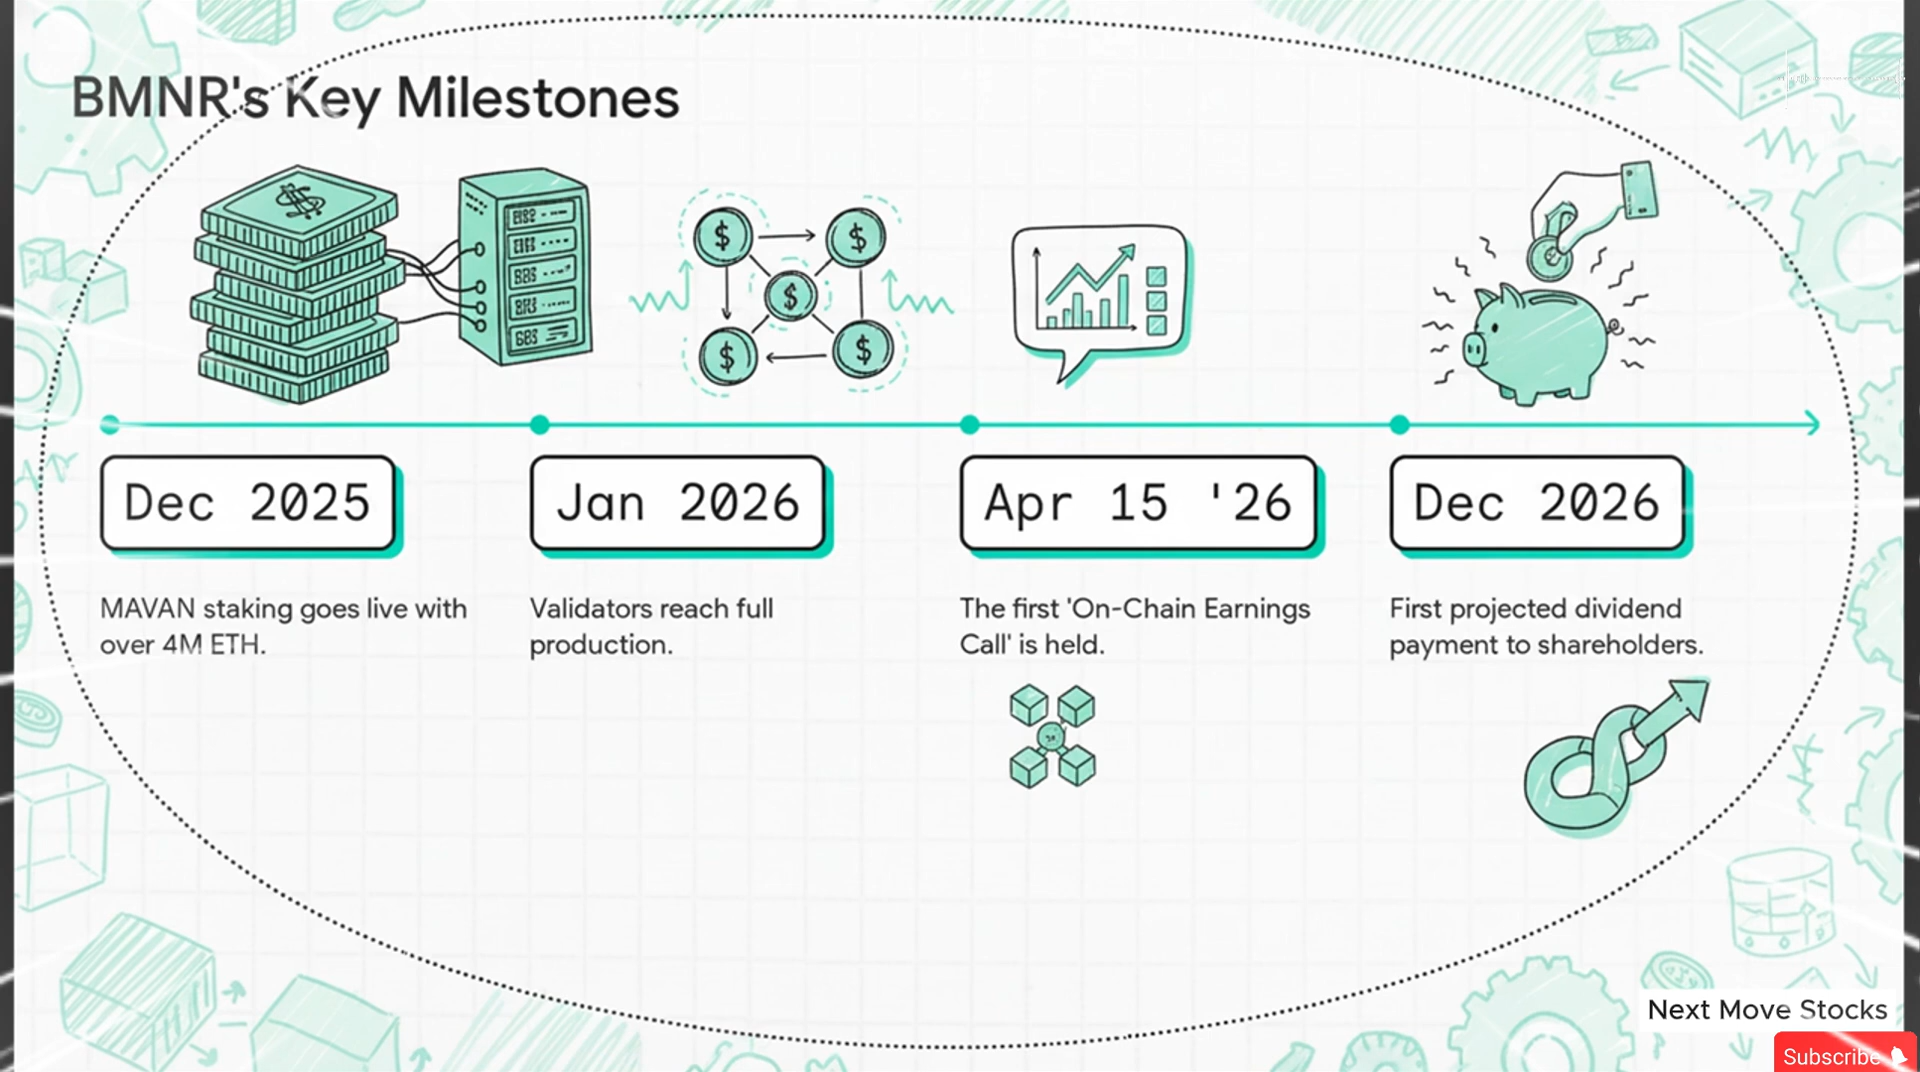 BMNR's Key Milestones
Dec 2025
MAVAN staking goes live with
over 4M ETH.
Jan 2026
Validators reach full
production.
Apr 15 '26
The first 'On-Chain Earnings
Call' is held.
Dec 2026
First projected dividend
payment to shareholders.
Next Move Stocks
Subscribe